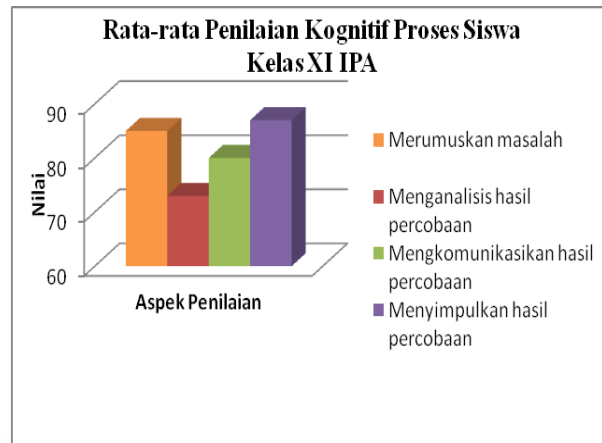 Rata-rata Penilaian Kognitif Proses Siswa
Kelas XI IPA
90
80
70
60
Nilai
Aspek Penilaian
Merumuskan masalah
Menganalisis hasil
percobaan
Mengkomunikasikan hasil
percobaan
Menyimpulkan hasil
percobaan